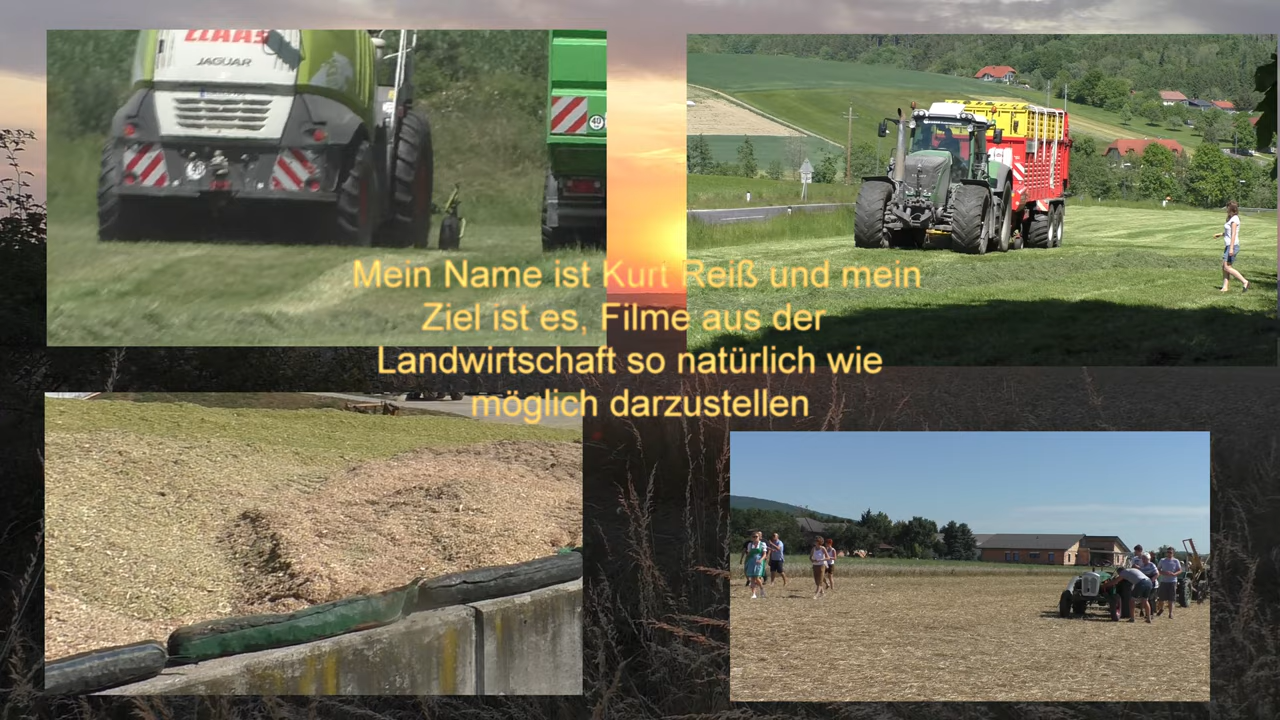 CLAAS
JAGUAR
40
Mein Name ist Kurt Reiß und mein
Ziel ist es, Filme aus der
Landwirtschaft so natürlich wie
möglich darzustellen